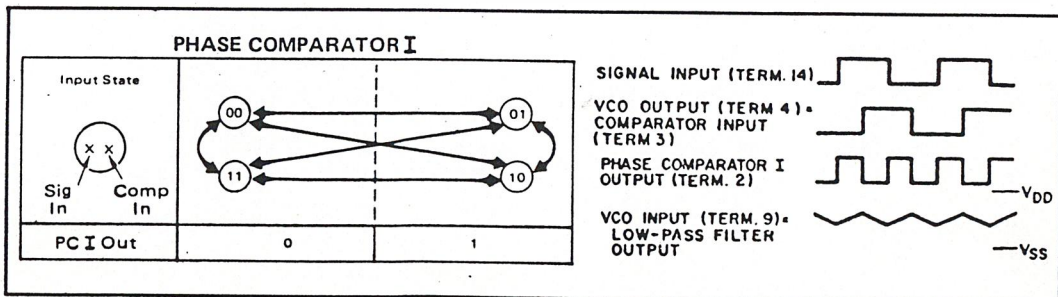 PHASE COMPARATOR I
Input State
x x
Sig In
Comp In
00
01
11
10
PC I Out
0
1
SIGNAL INPUT (TERM. 14)
VCO OUTPUT (TERM 4) =
COMPARATOR INPUT
(TERM 3)
PHASE COMPARATOR I
OUTPUT (TERM. 2)
VDD
VCO INPUT (TERM. 9) =
LOW-PASS FILTER
OUTPUT
VSS